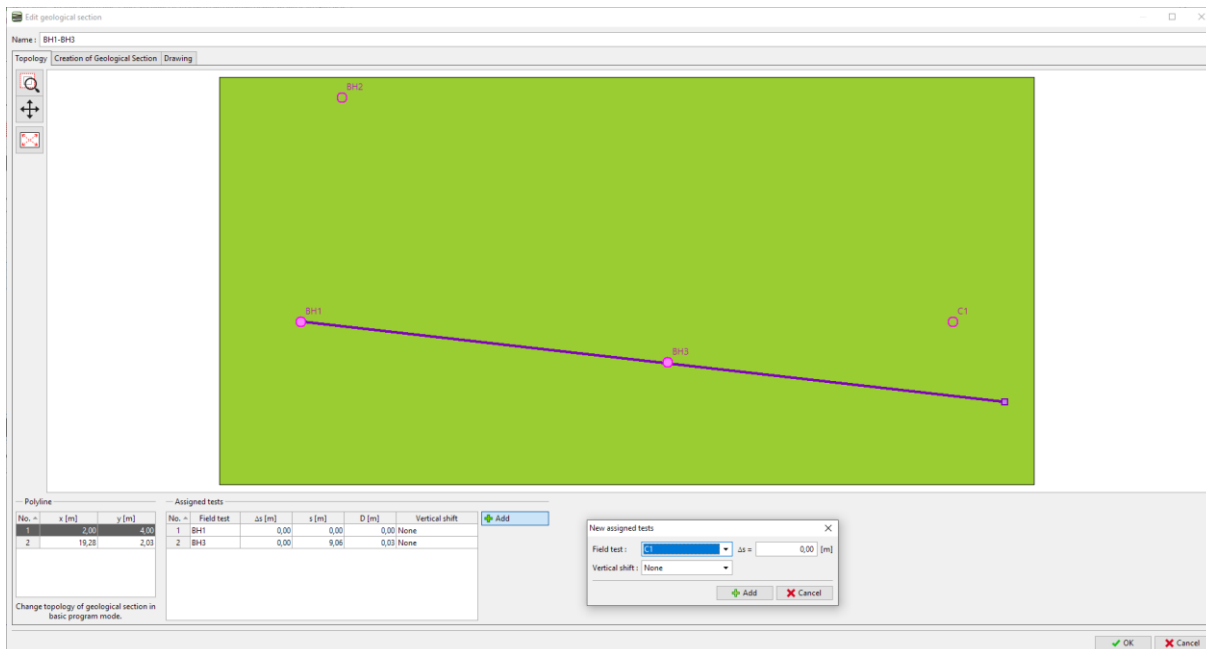 Edit geological section
Name : BH1-BH3
Topology Creation of Geological Section Drawing
BH2
BH1
C1
BH3
Polyline
No. x [m] y [m]
1 2,00 4,00
2 19,28 2,03
Change topology of geological section in
basic program mode.
Assigned tests
No. Field test Δs [m] s [m] D [m] Vertical shift
1 BH1 0,00 0,00 0,00 None
2 BH3 0,00 9,06 0,03 None
Add
New assigned tests
Field test : C1 Δs = 0,00 [m]
Vertical shift : None
Add Cancel
OK Cancel